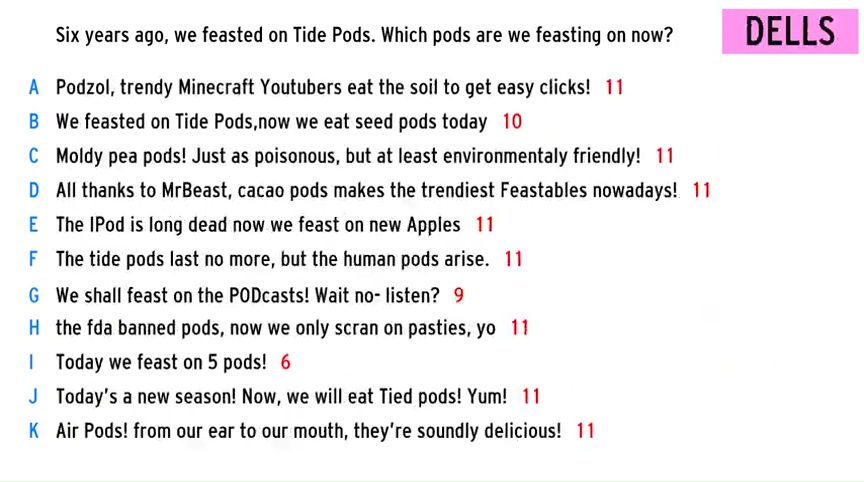 Six years ago, we feasted on Tide Pods. Which pods are we feasting on now?
DELLS
A Podzol, trendy Minecraft Youtubers eat the soil to get easy clicks! 11
B We feasted on Tide Pods,now we eat seed pods today 10
C Moldy pea pods! Just as poisonous, but at least environmentaly friendly! 11
D All thanks to MrBeast, cacao pods makes the trendiest Feastables nowadays! 11
E The IPod is long dead now we feast on new Apples 11
F The tide pods last no more, but the human pods arise. 11
G We shall feast on the PODcasts! Wait no- listen? 9
H the fda banned pods, now we only scran on pasties, yo 11
I Today we feast on 5 pods! 6
J Today's a new season! Now, we will eat Tied pods! Yum! 11
K Air Pods! from our ear to our mouth, they're soundly delicious! 11